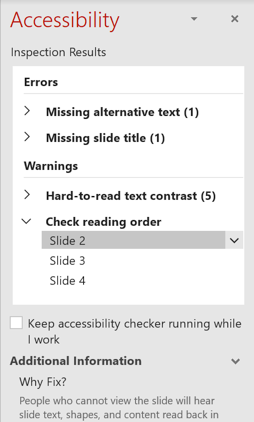 Accessibility
Inspection Results
Errors
Missing alternative text (1)
Missing slide title (1)
Warnings
Hard-to-read text contrast (5)
Check reading order
Slide 2
Slide 3
Slide 4
Keep accessibility checker running while
I work
Additional Information
Why Fix?
People who cannot view the slide will hear
slide text, shapes, and content read back in